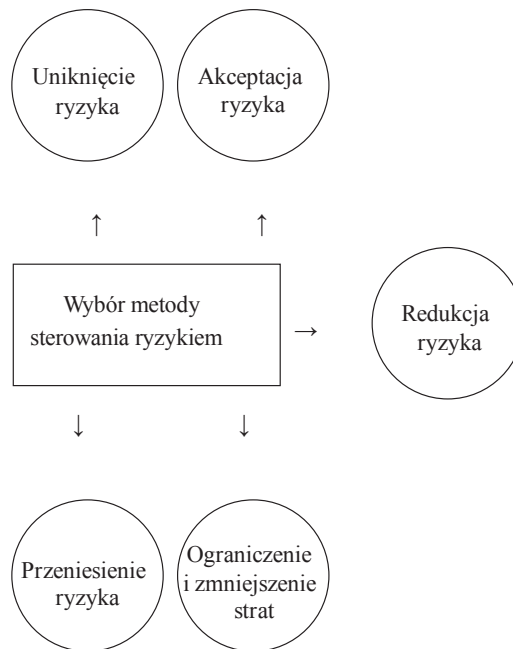 Uniknięcie
ryzyka
Akceptacja
ryzyka
↑
↑
Wybór metody
sterowania ryzykiem
→
Redukcja
ryzyka
↓
↓
Przeniesienie
ryzyka
Ograniczenie
i zmniejszenie
strat